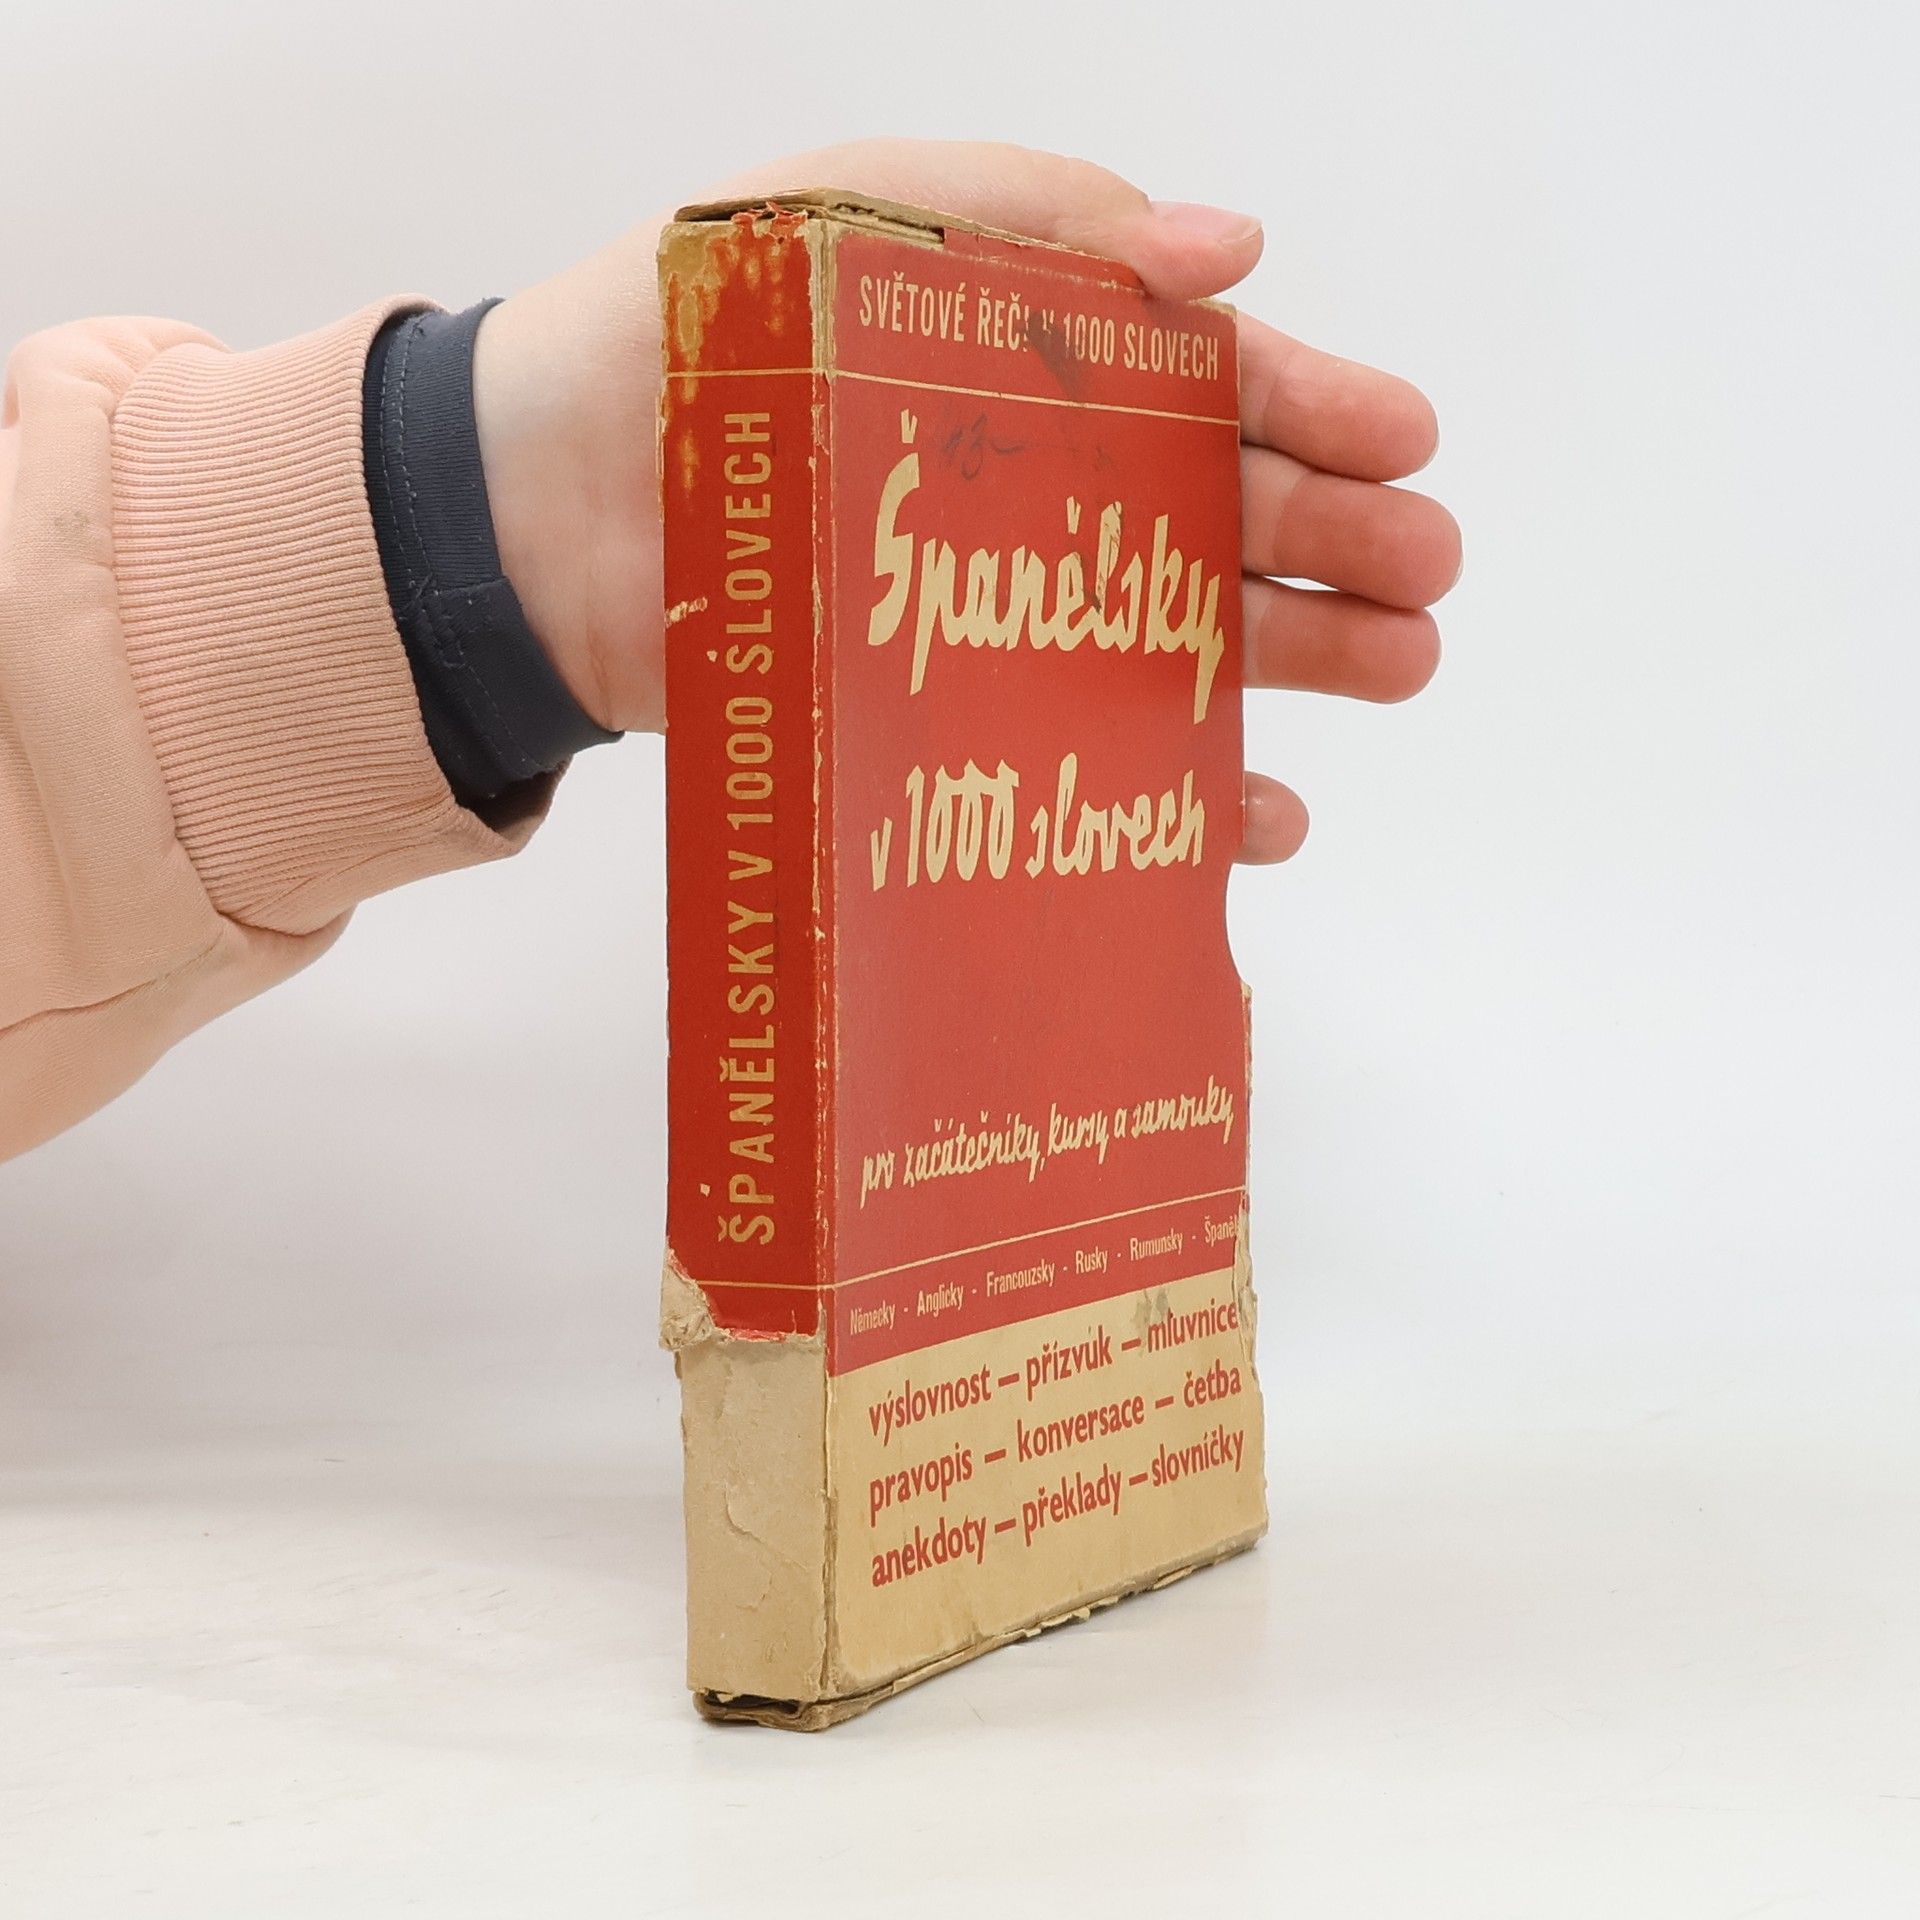 ŠPANĚLSKY V 1000 SLOVECH
SVĚTOVÉ ŘEČI V 1000 SLOVECH
Španělsky
v 1000 slovech
pro začátečníky, kursy a samouky
Německy - Anglicky - Francouzsky - Rusky - Rumunsky -
výslovnost – přízvuk – mluvnice
pravopis – konversace – četba
anekdoty – překlady – slovníčky